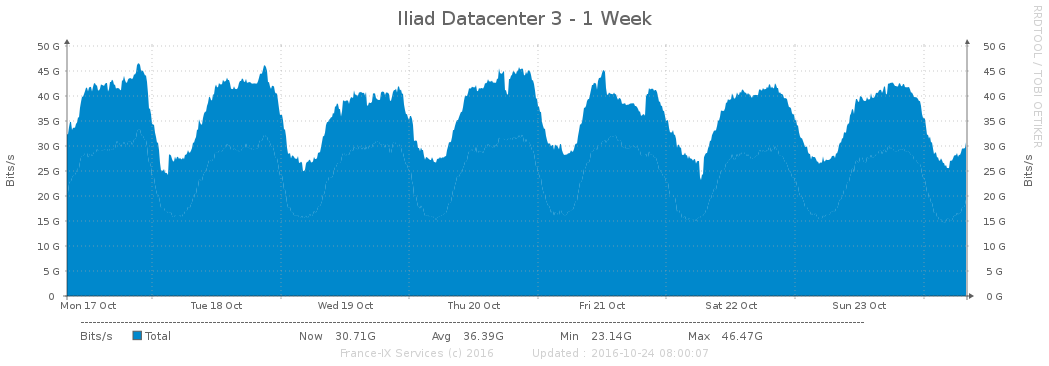 Iliad Datacenter 3 - 1 Week
RRDTOOL / TOBI OETIKER
Bits/s
50 G 50 G
45 G 45 G
40 G 40 G
35 G 35 G
30 G 30 G
25 G 25 G
20 G 20 G
15 G 15 G
10 G 10 G
5 G 5 G
0 0 G
Bits/s
Mon 17 Oct Tue 18 Oct Wed 19 Oct Thu 20 Oct Fri 21 Oct Sat 22 Oct Sun 23 Oct
Bits/s Total Now 30.71G Avg 36.39G Min 23.14G Max 46.47G
France-IX Services (c) 2016 Updated : 2016-10-24 08:00:07